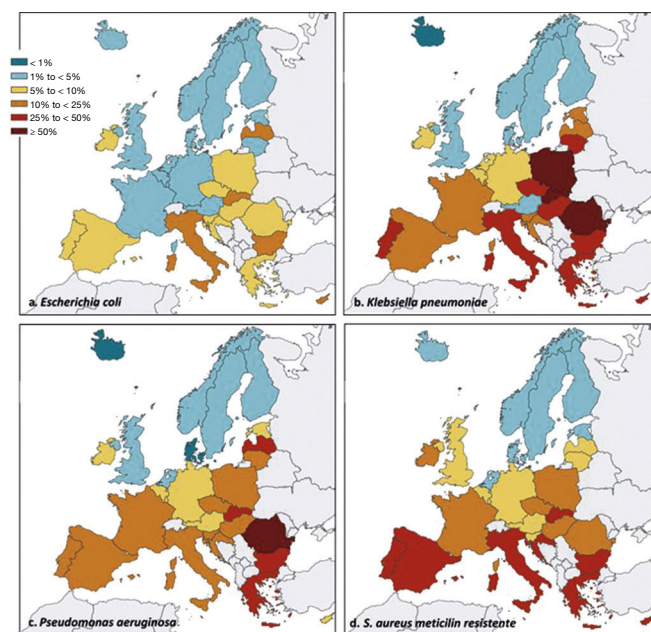 < 1%
1% to < 5%
5% to < 10%
10% to < 25%
25% to < 50%
≥ 50%
a. Escherichia coli
b. Klebsiella pneumoniae
c. Pseudomonas aeruginosa
d. S. aureus meticilin resistente